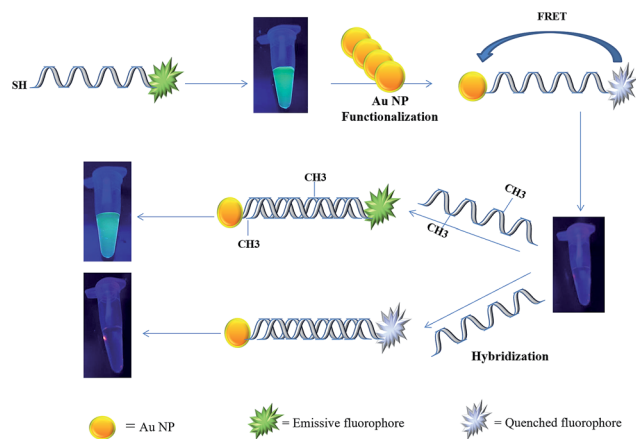 FRET
SH
Au NP
Functionalization
CH3
CH3
CH3
CH3
Hybridization
= Au NP
= Emissive fluorophore
= Quenched fluorophore